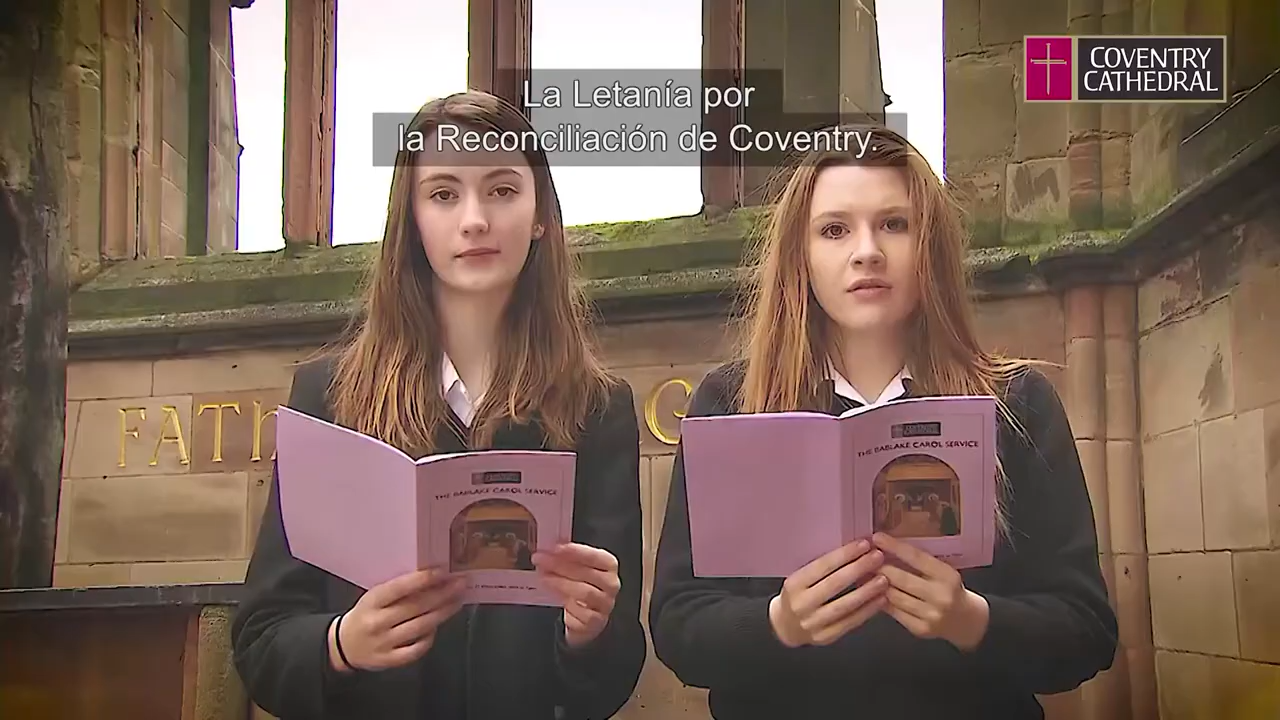 La Letanía por
la Reconciliación de Coventry.
COVENTRY
CATHEDRAL
FATh
THE BABLAKE CAROL SERVICE
THE BABLAKE CAROL SERVICE